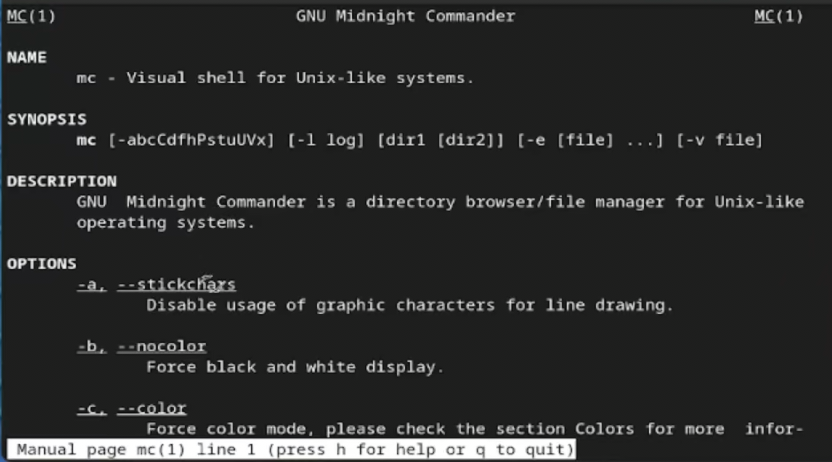 MC(1) GNU Midnight Commander MC(1)
NAME
mc - Visual shell for Unix-like systems.
SYNOPSIS
mc [-abcCdfhPstuUVx] [-l log] [dir1 [dir2]] [-e [file] ...] [-v file]
DESCRIPTION
GNU Midnight Commander is a directory browser/file manager for Unix-like
operating systems.
OPTIONS
-a, --stickchars
Disable usage of graphic characters for line drawing.
-b, --nocolor
Force black and white display.
-c, --color
Force color mode, please check the section Colors for more infor-
Manual page mc(1) line 1 (press h for help or q to quit)